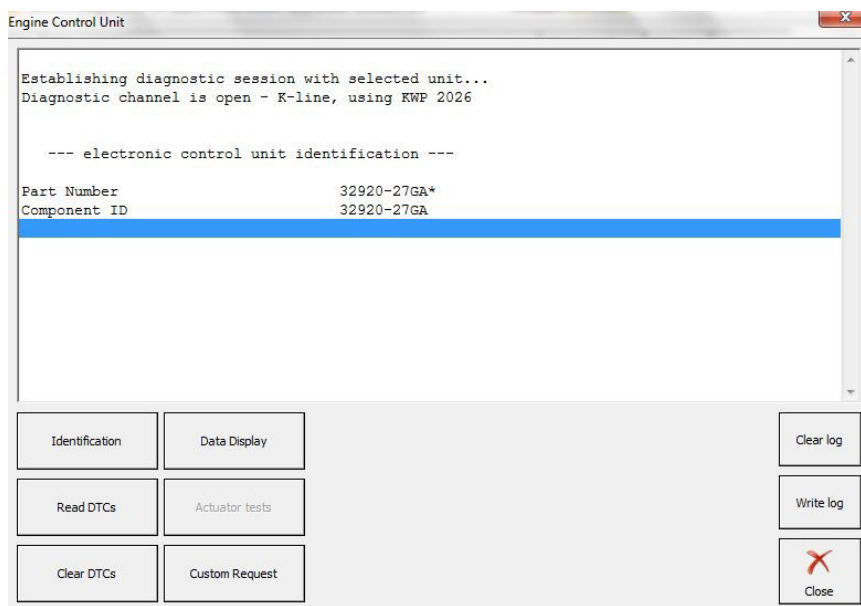 Engine Control Unit
x
Establishing diagnostic session with selected unit...
Diagnostic channel is open - K-line, using KWP 2026
--- electronic control unit identification ---
Part Number 32920-27GA*
Component ID 32920-27GA
Identification
Data Display
Clear log
Read DTCs
Actuator tests
Write log
Clear DTCs
Custom Request
Close